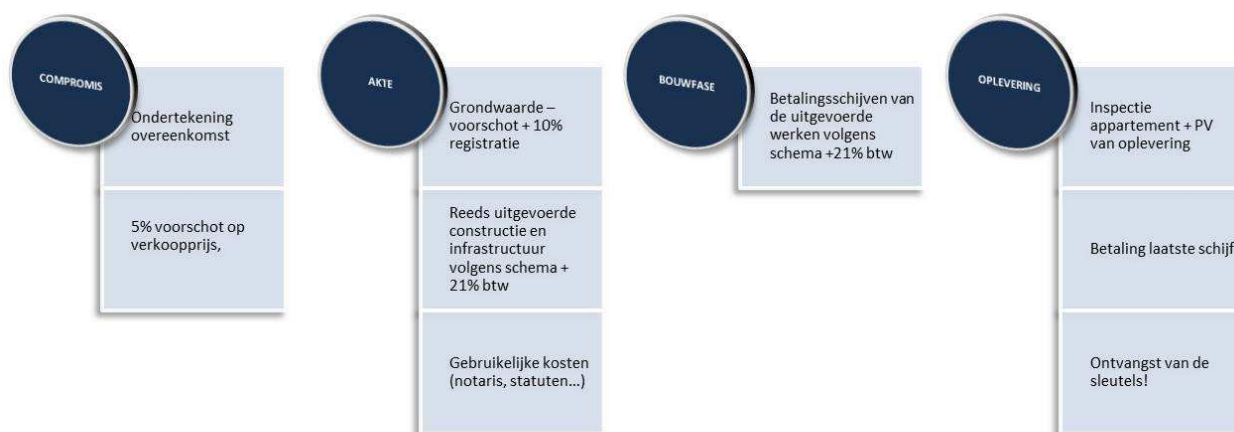 COMPROMIS
Ondertekening
overeenkomst
5% voorschot op
verkoopprijs,
AKTE
Grondwaarde –
voorschot + 10%
registratie
Reeds uitgevoerde
constructie en
infrastructuur
volgens schema +
21% btw
Gebruikelijke kosten
(notaris, statuten…)
BOUWFASE
Betalingsschijven van
de uitgevoerde
werken volgens
schema +21% btw
OPLEVERING
Inspectie
appartement + PV
van oplevering
Betaling laatste schijf
Ontvangst van de
sleutels!